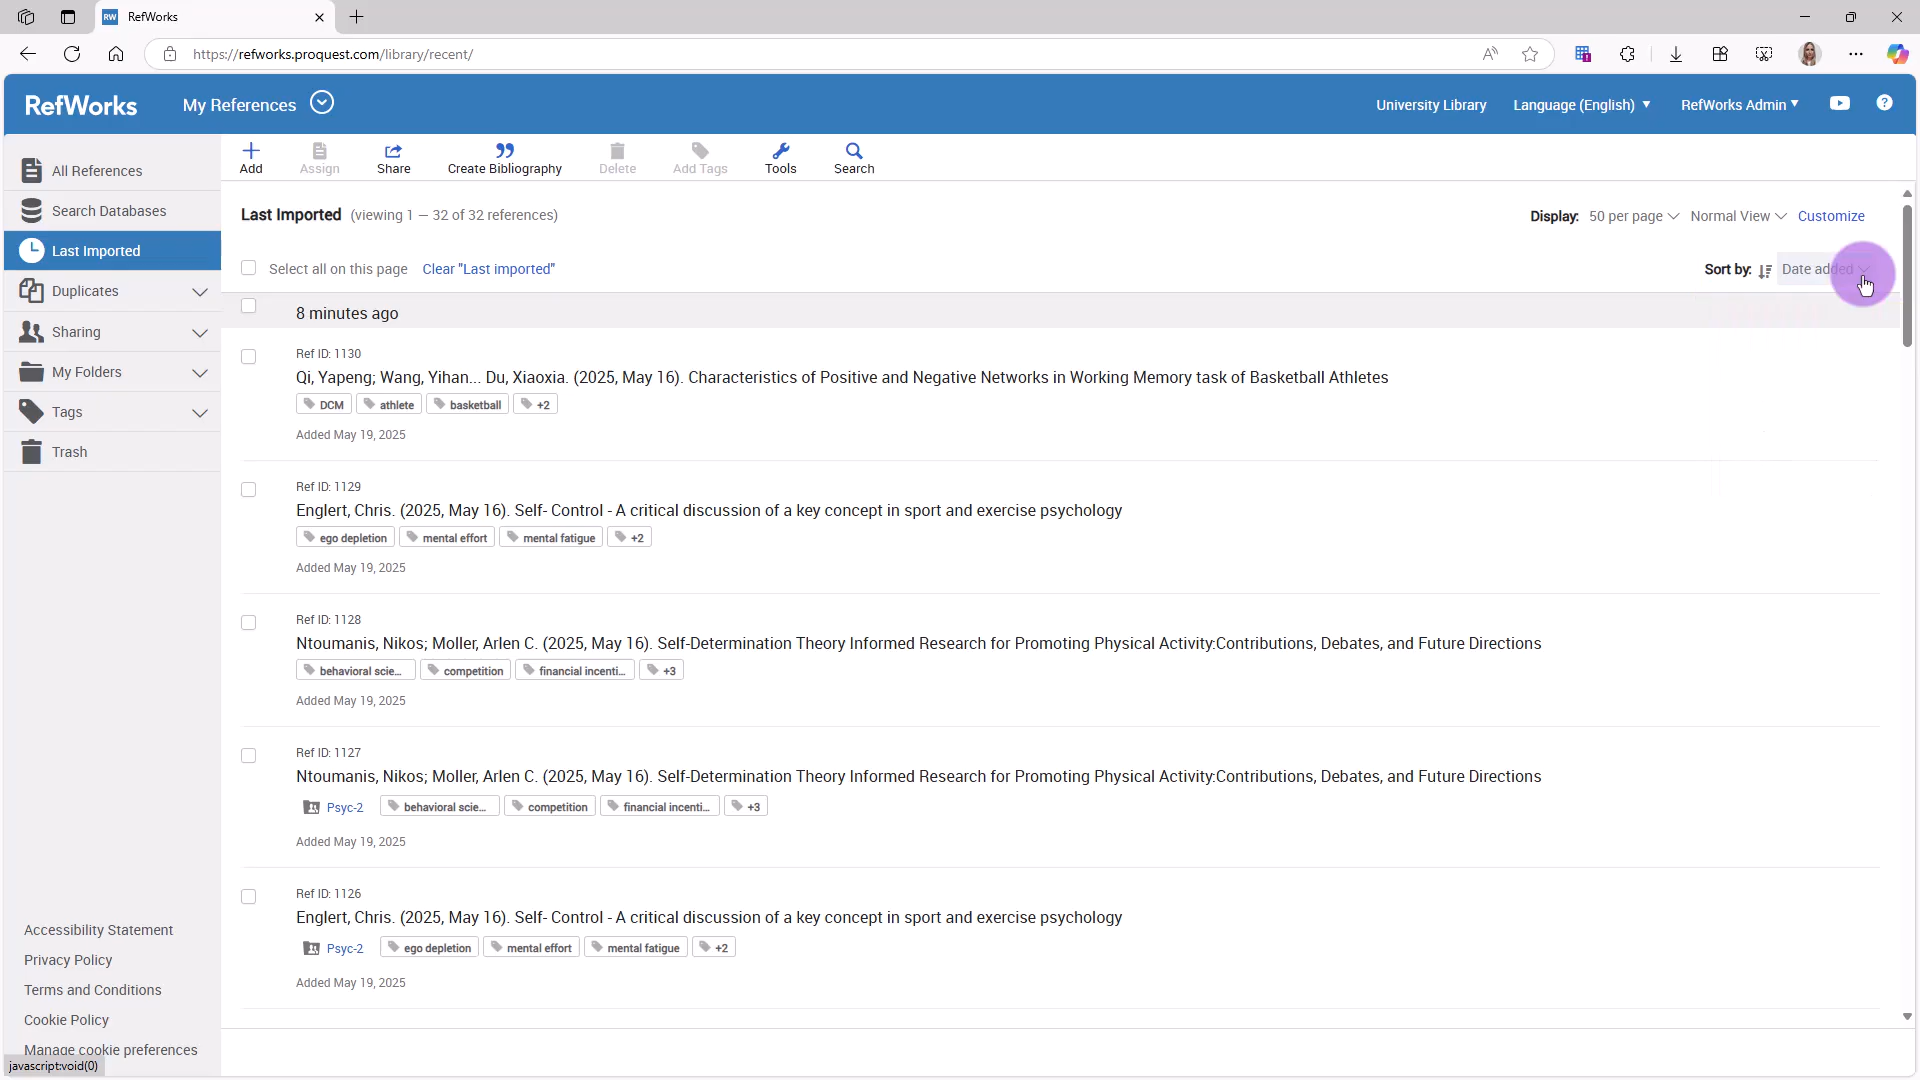 RefWorks
https://refworks.proquest.com/library/recent/
RefWorks
My References
University Library
Language (English)
RefWorks Admin
All References
Search Databases
Last Imported
Duplicates
Sharing
My Folders
Tags
Trash
Add
Assign
Share
Create Bibliography
Delete
Add Tags
Tools
Search
Last Imported (viewing 1 — 32 of 32 references)
Display: 50 per page Normal View Customize
Select all on this page Clear "Last imported"
Sort by: Date added
8 minutes ago
Ref ID: 1130
Qi, Yapeng; Wang, Yihan... Du, Xiaoxia. (2025, May 16). Characteristics of Positive and Negative Networks in Working Memory task of Basketball Athletes
DCM athlete basketball +2
Added May 19, 2025
Ref ID: 1129
Englert, Chris. (2025, May 16). Self- Control - A critical discussion of a key concept in sport and exercise psychology
ego depletion mental effort mental fatigue +2
Added May 19, 2025
Ref ID: 1128
Ntoumanis, Nikos; Moller, Arlen C. (2025, May 16). Self-Determination Theory Informed Research for Promoting Physical Activity:Contributions, Debates, and Future Directions
behavioral scie... competition financial incenti... +3
Added May 19, 2025
Ref ID: 1127
Ntoumanis, Nikos; Moller, Arlen C. (2025, May 16). Self-Determination Theory Informed Research for Promoting Physical Activity:Contributions, Debates, and Future Directions
Psyc-2 behavioral scie... competition financial incenti... +3
Added May 19, 2025
Ref ID: 1126
Englert, Chris. (2025, May 16). Self- Control - A critical discussion of a key concept in sport and exercise psychology
Psyc-2 ego depletion mental effort mental fatigue +2
Added May 19, 2025
Accessibility Statement
Privacy Policy
Terms and Conditions
Cookie Policy
Manage cookie preferences
javascript:void(0)